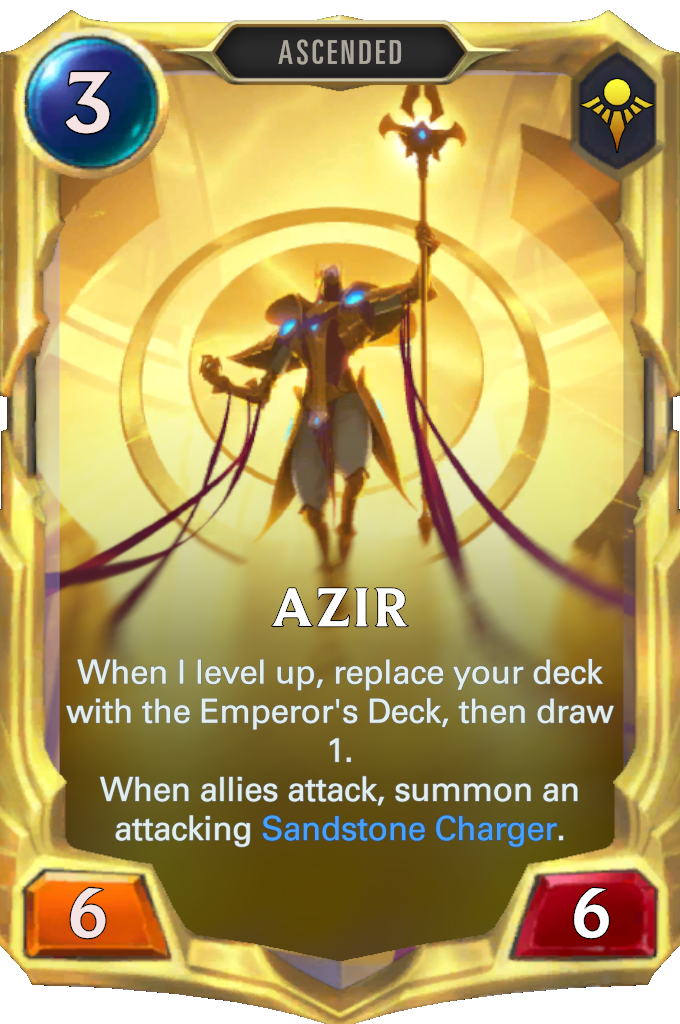 ASCENDED
3
AZIR
When I level up, replace your deck
with the Emperor's Deck, then draw
1.
When allies attack, summon an
attacking Sandstone Charger.
6
6